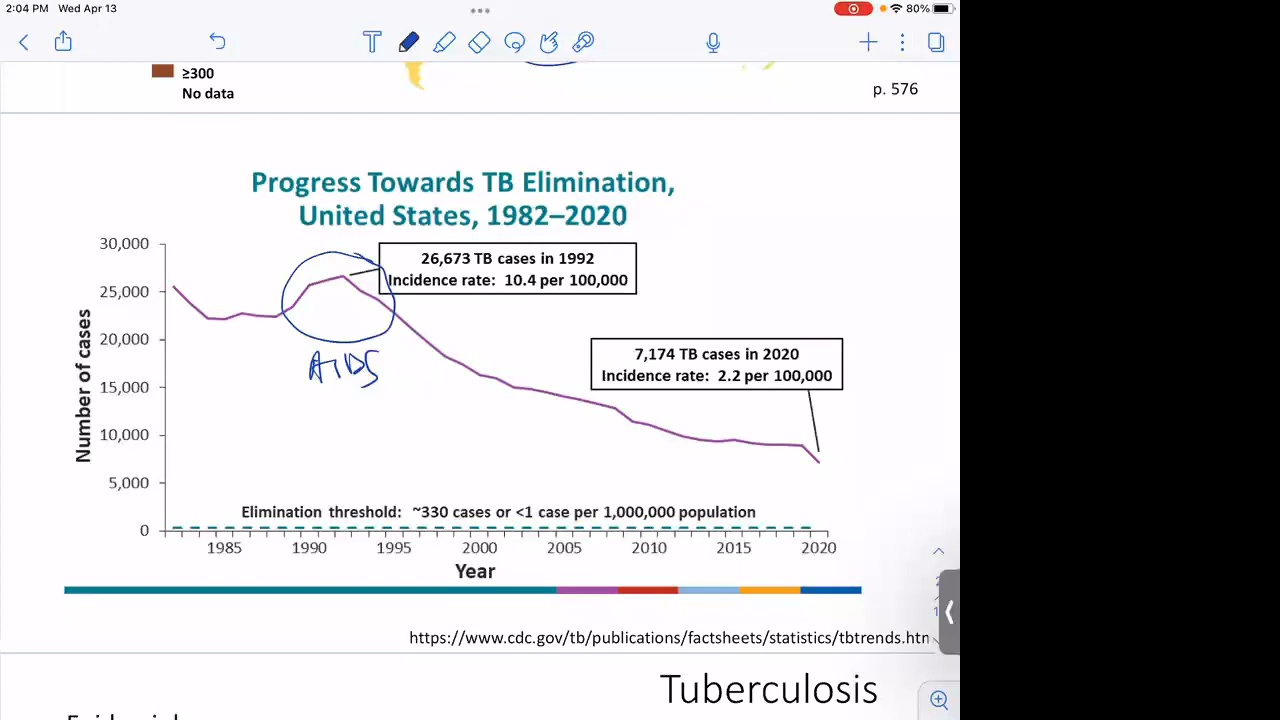 2:04 PM Wed Apr 13
80%
≥300
No data
p. 576
Progress Towards TB Elimination,
United States, 1982–2020
30,000
25,000
20,000
15,000
10,000
5,000
0
Number of cases
26,673 TB cases in 1992
Incidence rate: 10.4 per 100,000
AIDS
7,174 TB cases in 2020
Incidence rate: 2.2 per 100,000
Elimination threshold: ~330 cases or <1 case per 1,000,000 population
1985 1990 1995 2000 2005 2010 2015 2020
Year
https://www.cdc.gov/tb/publications/factsheets/statistics/tbtrends.htm
Tuberculosis